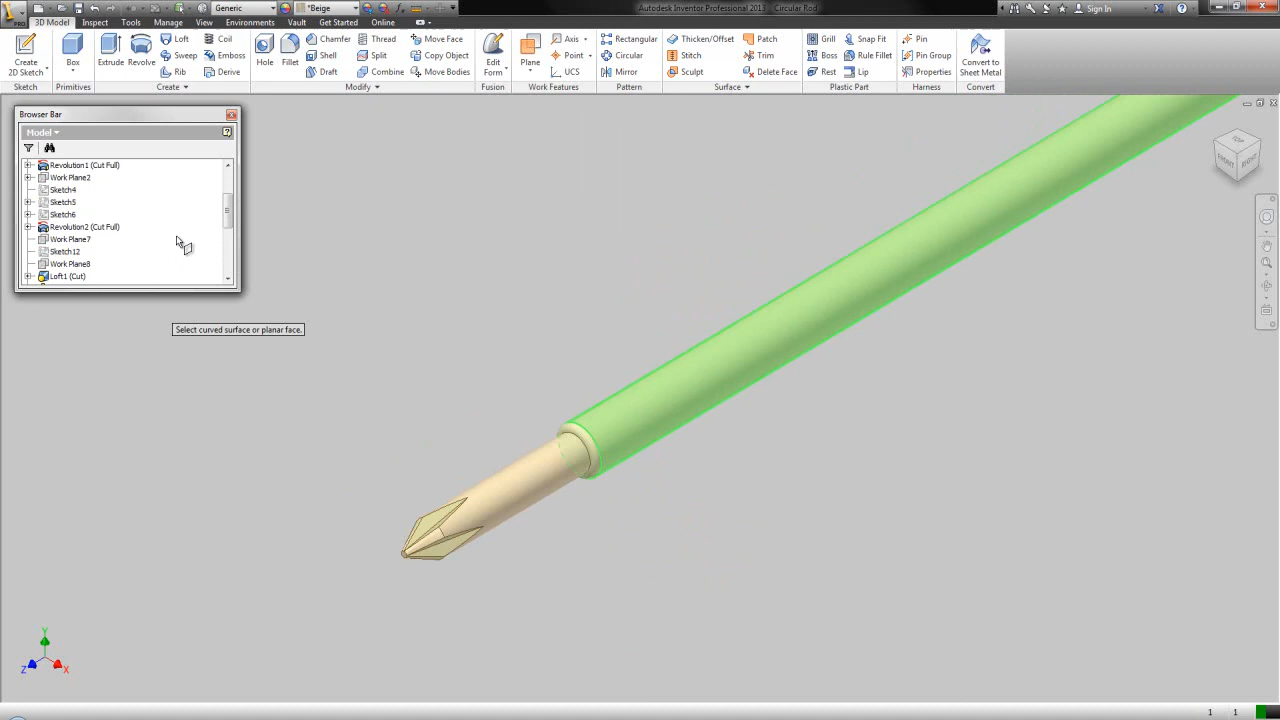 PRO
Generic
*Beige
Autodesk Inventor Professional 2013   Circular Rod
Sign In
3D Model Inspect Tools Manage View Environments Vault Get Started Online
Create
2D Sketch
Box
Extrude Revolve
Loft Coil
Sweep Emboss
Rib Derive
Hole Fillet
Chamfer Thread Move Face
Shell Split Copy Object
Draft Combine Move Bodies
Edit
Form
Plane
Axis
Point
UCS
Rectangular
Circular
Mirror
Thicken/Offset Patch
Stitch Trim
Sculpt Delete Face
Grill Snap Fit
Boss Rule Fillet
Rest Lip
Pin
Pin Group
Properties
Convert to
Sheet Metal
Sketch Primitives Create Modify Fusion Work Features Pattern Surface Plastic Part Harness Convert
Browser Bar
Model
Revolution1 (Cut Full)
Work Plane2
Sketch4
Sketch5
Sketch6
Revolution2 (Cut Full)
Work Plane7
Sketch12
Work Plane8
Loft1 (Cut)
Select curved surface or planar face.
TOP
FRONT
RIGHT
Y
Z
X
1 1